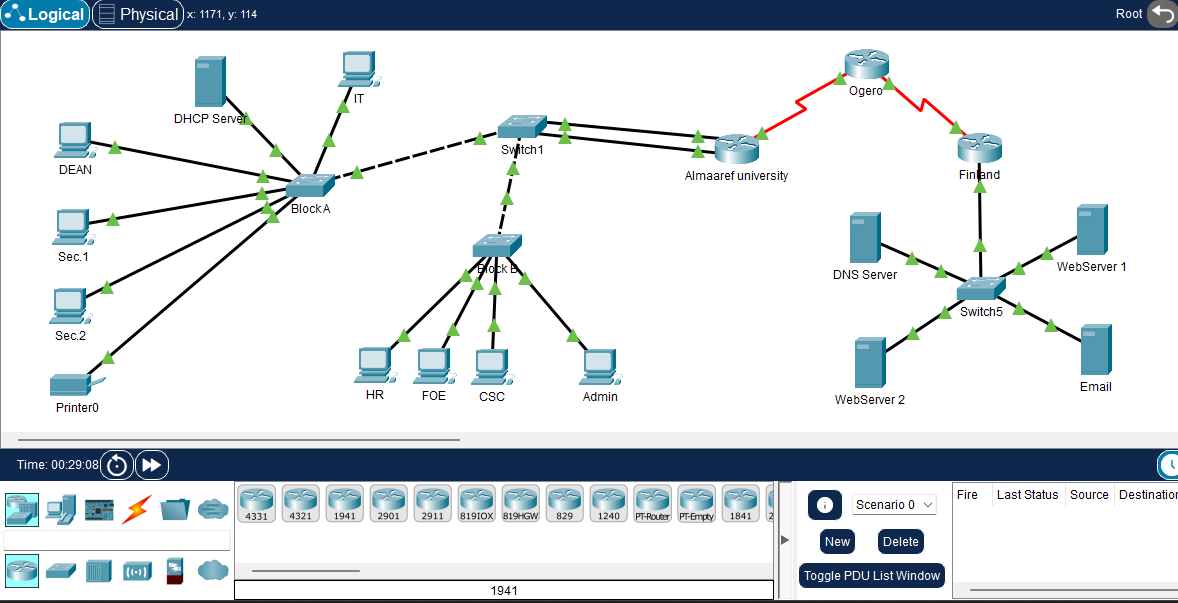 Logical
Physical
x: 1171, y: 114
Root
DHCP Server
IT
DEAN
Sec.1
Sec.2
Printer0
Block A
Switch1
Block B
HR
FOE
CSC
Admin
Almaaref university
Ogero
Finland
DNS Server
WebServer 1
Switch5
WebServer 2
Email
Time: 00:29:08
4331
4321
1941
2901
2911
819IOX
819HGW
829
1240
PT-Router
PT-Empty
1841
2
1941
Scenario 0
New
Delete
Toggle PDU List Window
Fire
Last Status
Source
Destination